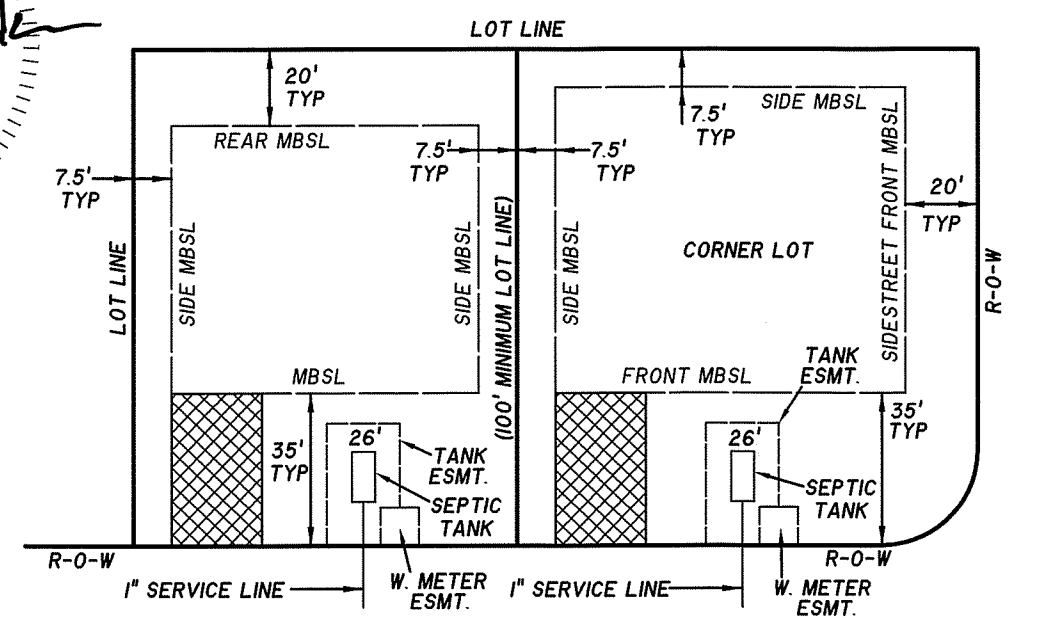 LOT LINE
20'
TYP
REAR MBSL
7.5'
TYP
7.5'
TYP
7.5'
TYP
7.5'
TYP
SIDE MBSL
SIDESTREET FRONT MBSL
20'
TYP
LOT LINE
SIDE MBSL
SIDE MBSL
(100' MINIMUM LOT LINE)
SIDE MBSL
CORNER LOT
R-O-W
MBSL
FRONT MBSL
TANK
ESMT.
35'
TYP
26'
TANK
ESMT.
SEPTIC
TANK
26'
SEPTIC
TANK
35'
TYP
R-O-W
1" SERVICE LINE
W. METER
ESMT.
1" SERVICE LINE
W. METER
ESMT.
R-O-W